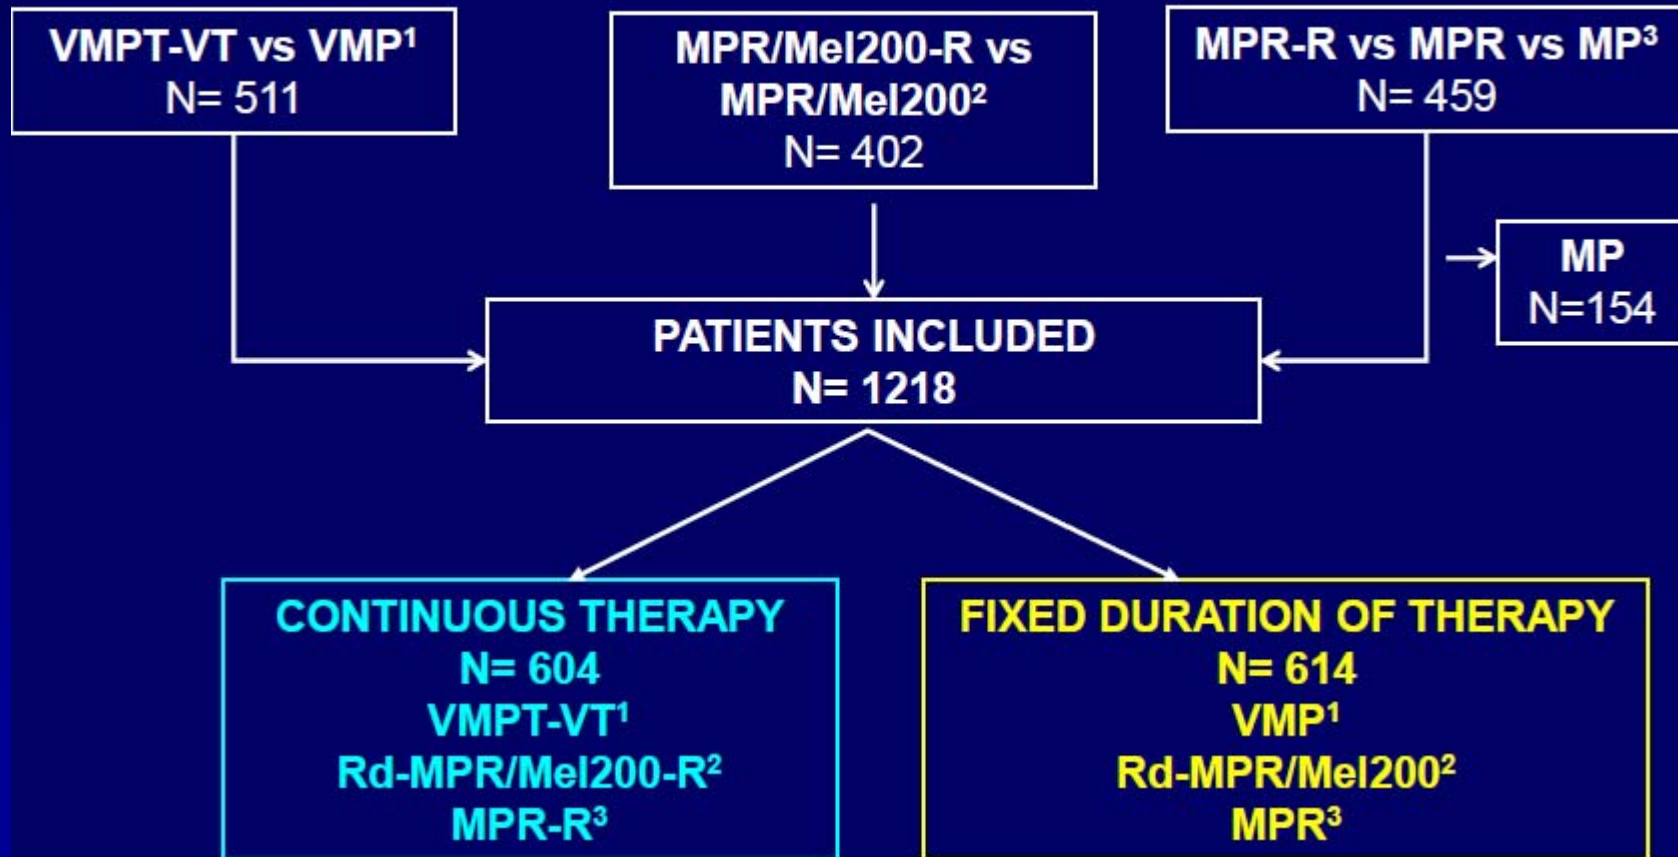 VMPT-VT vs VMP¹
N= 511
MPR/Mel200-R vs
MPR/Mel200²
N= 402
MPR-R vs MPR vs MP³
N= 459
MP
N=154
PATIENTS INCLUDED
N= 1218
CONTINUOUS THERAPY
N= 604
VMPT-VT¹
Rd-MPR/Mel200-R²
MPR-R³
FIXED DURATION OF THERAPY
N= 614
VMP¹
Rd-MPR/Mel200²
MPR³